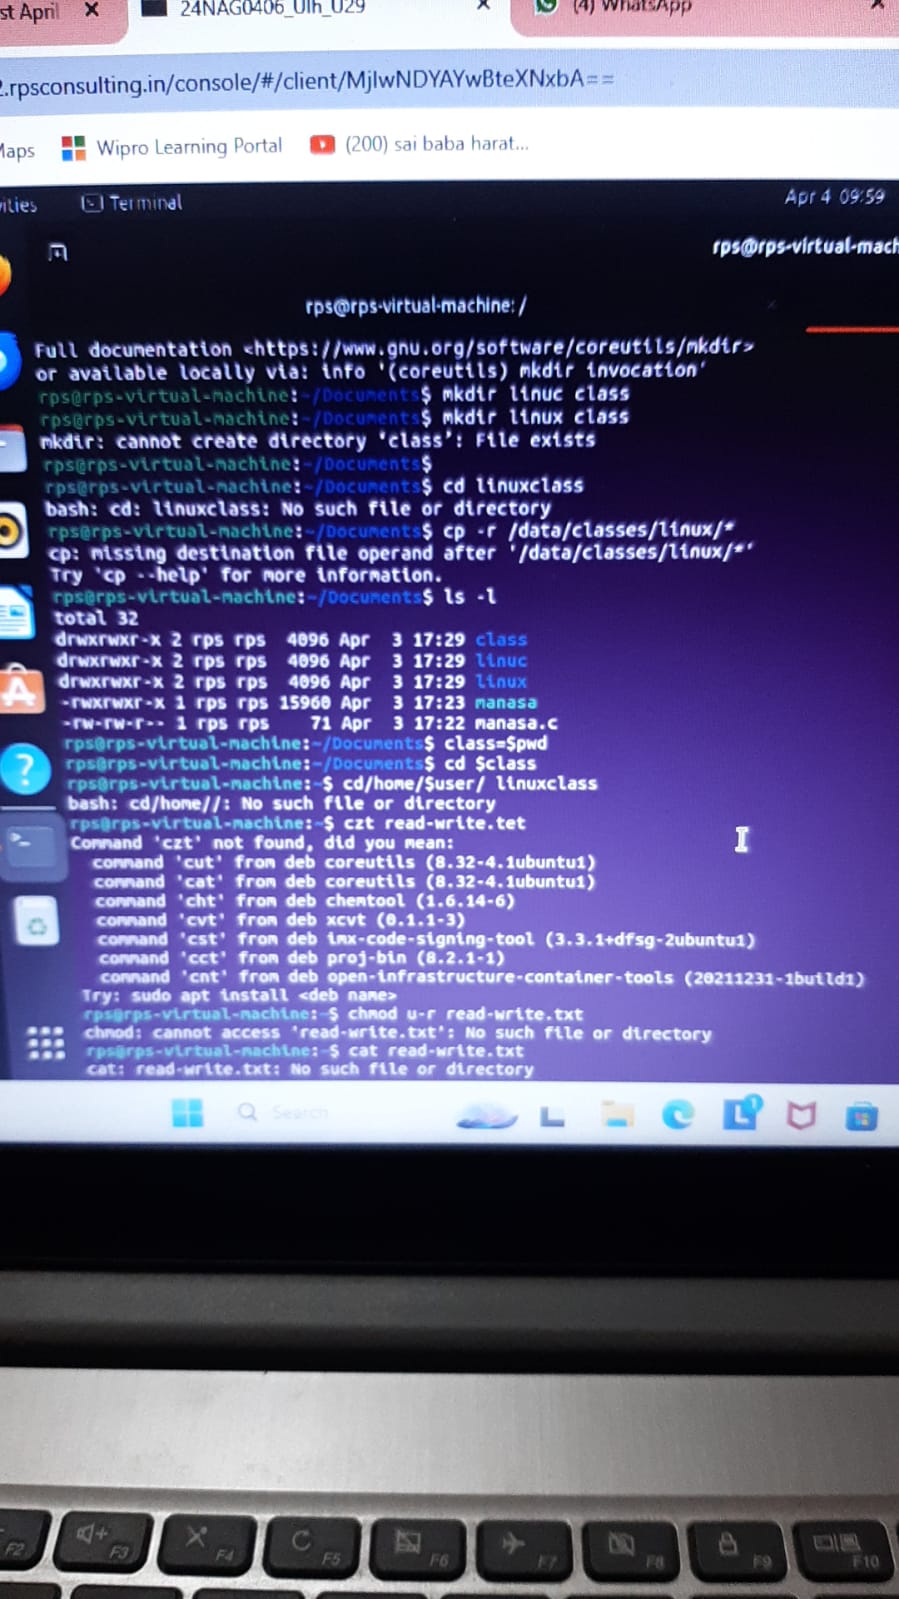 st April ×
24NAG0406_U1h_U29 ×
(4) WhatsApp ×
2.rpsconsulting.in/console/#/client/MjIwNDYAYwBteXNxbA==
Maps
Wipro Learning Portal
(200) sai baba harat...
vities
Terminal
Apr 4 09:59
rps@rps-virtual-mach
rps@rps-virtual-machine: /
Full documentation <https://www.gnu.org/software/coreutils/mkdir>
or available locally via: info '(coreutils) mkdir invocation'
rps@rps-virtual-machine:~/Documents$ mkdir linuc class
rps@rps-virtual-machine:~/Documents$ mkdir linux class
mkdir: cannot create directory 'class': File exists
rps@rps-virtual-machine:~/Documents$
rps@rps-virtual-machine:~/Documents$ cd linuxclass
bash: cd: linuxclass: No such file or directory
rps@rps-virtual-machine:~/Documents$ cp -r /data/classes/linux/*
cp: missing destination file operand after '/data/classes/linux/*'
Try 'cp --help' for more information.
rps@rps-virtual-machine:~/Documents$ ls -l
total 32
drwxrwxr-x 2 rps rps  4096 Apr  3 17:29 class
drwxrwxr-x 2 rps rps  4096 Apr  3 17:29 linuc
drwxrwxr-x 2 rps rps  4096 Apr  3 17:29 linux
-rwxrwxr-x 1 rps rps 15960 Apr  3 17:23 manasa
-rw-rw-r-- 1 rps rps    71 Apr  3 17:22 manasa.c
rps@rps-virtual-machine:~/Documents$ class=$pwd
rps@rps-virtual-machine:~/Documents$ cd $class
rps@rps-virtual-machine:~$ cd/home/$user/ linuxclass
bash: cd/home//: No such file or directory
rps@rps-virtual-machine:~$ czt read-write.tet
Command 'czt' not found, did you mean:
command 'cut' from deb coreutils (8.32-4.1ubuntu1)
command 'cat' from deb coreutils (8.32-4.1ubuntu1)
command 'cht' from deb chemtool (1.6.14-6)
command 'cvt' from deb xcvt (0.1.1-3)
command 'cst' from deb imx-code-signing-tool (3.3.1+dfsg-2ubuntu1)
command 'cct' from deb proj-bin (8.2.1-1)
command 'cnt' from deb open-infrastructure-container-tools (20211231-1build1)
Try: sudo apt install <deb name>
rps@rps-virtual-machine:~$ chmod u-r read-write.txt
chmod: cannot access 'read-write.txt': No such file or directory
rps@rps-virtual-machine:~$ cat read-write.txt
cat: read-write.txt: No such file or directory
Search
F2 F3 F4 F5 F6 F7 F8 F9 F10